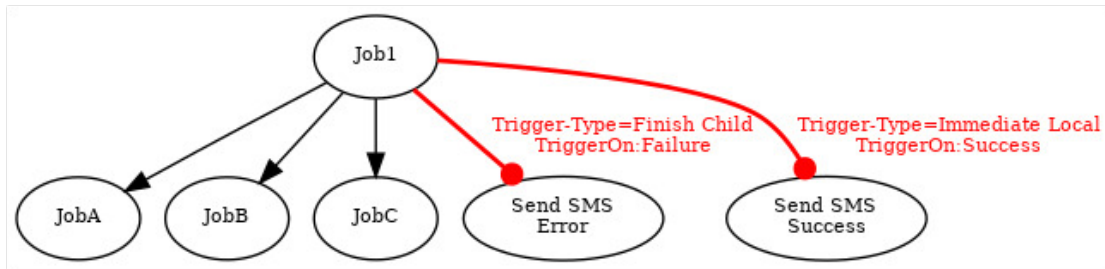 Job1
Trigger-Type=Finish Child
TriggerOn:Failure
Trigger-Type=Immediate Local
TriggerOn:Success
JobA
JobB
JobC
Send SMS
Error
Send SMS
Success